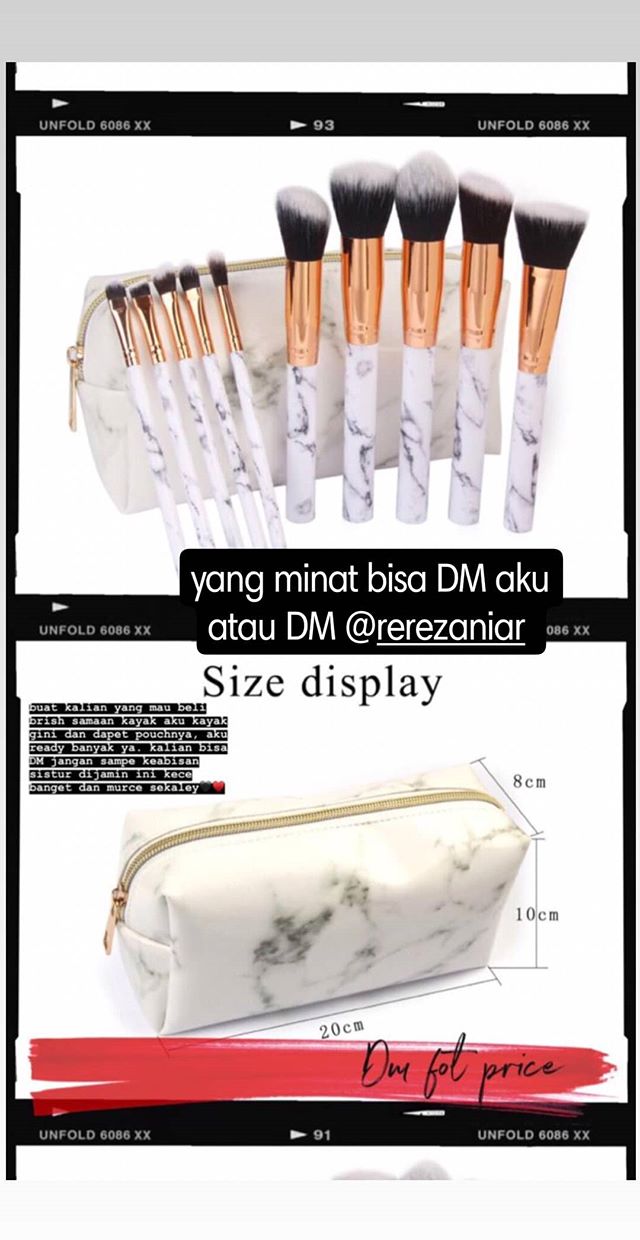 UNFOLD 6086 XX
93
UNFOLD 6086 XX
yang minat bisa DM aku
atau DM @rerezaniar
UNFOLD 6086 XX
086 XX
Size display
buat kalian yang mau beli
brish samaan kayak aku kayak
gini dan dapet pouchnya, aku
ready banyak ya. kalian bisa
DM jangan sampe keabisan
sistur dijamin ini kece
banget dan murce sekaley🖤❤️
8cm
10cm
20cm
Dm fot price
UNFOLD 6086 XX
91
UNFOLD 6086 XX